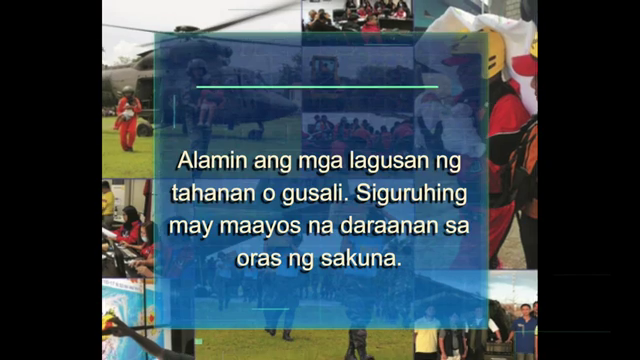 Alamin ang mga lagusan ng
tahanan o gusali. Siguruhing
may maayos na daraanan sa
oras ng sakuna.